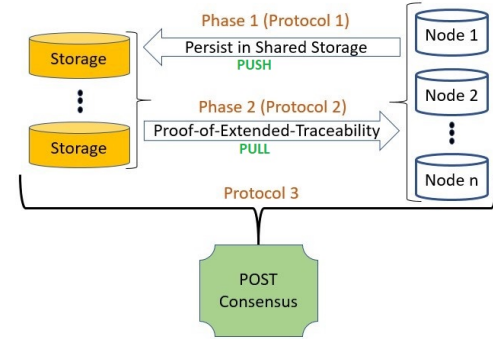 Phase 1 (Protocol 1)
Persist in Shared Storage
PUSH
Node 1
Storage
Node 2
Phase 2 (Protocol 2)
Proof-of-Extended-Traceability
PULL
Storage
Node n
Protocol 3
POST
Consensus